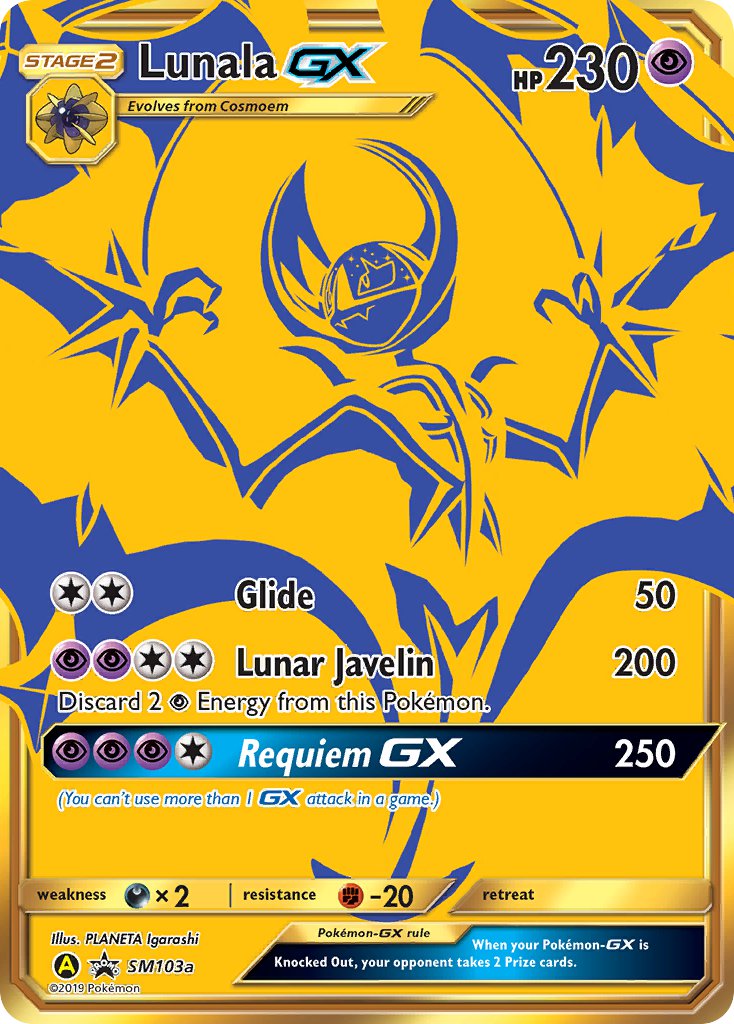 STAGE2 Lunala GX HP230
Evolves from Cosmoem
Glide 50
Lunar Javelin 200
Discard 2 Energy from this Pokémon.
Requiem GX 250
(You can't use more than 1 GX attack in a game.)
weakness ×2 resistance -20 retreat
Illus. PLANETA Igarashi
A SM103a
©2019 Pokémon
Pokémon-GX rule
When your Pokémon-GX is
Knocked Out, your opponent takes 2 Prize cards.